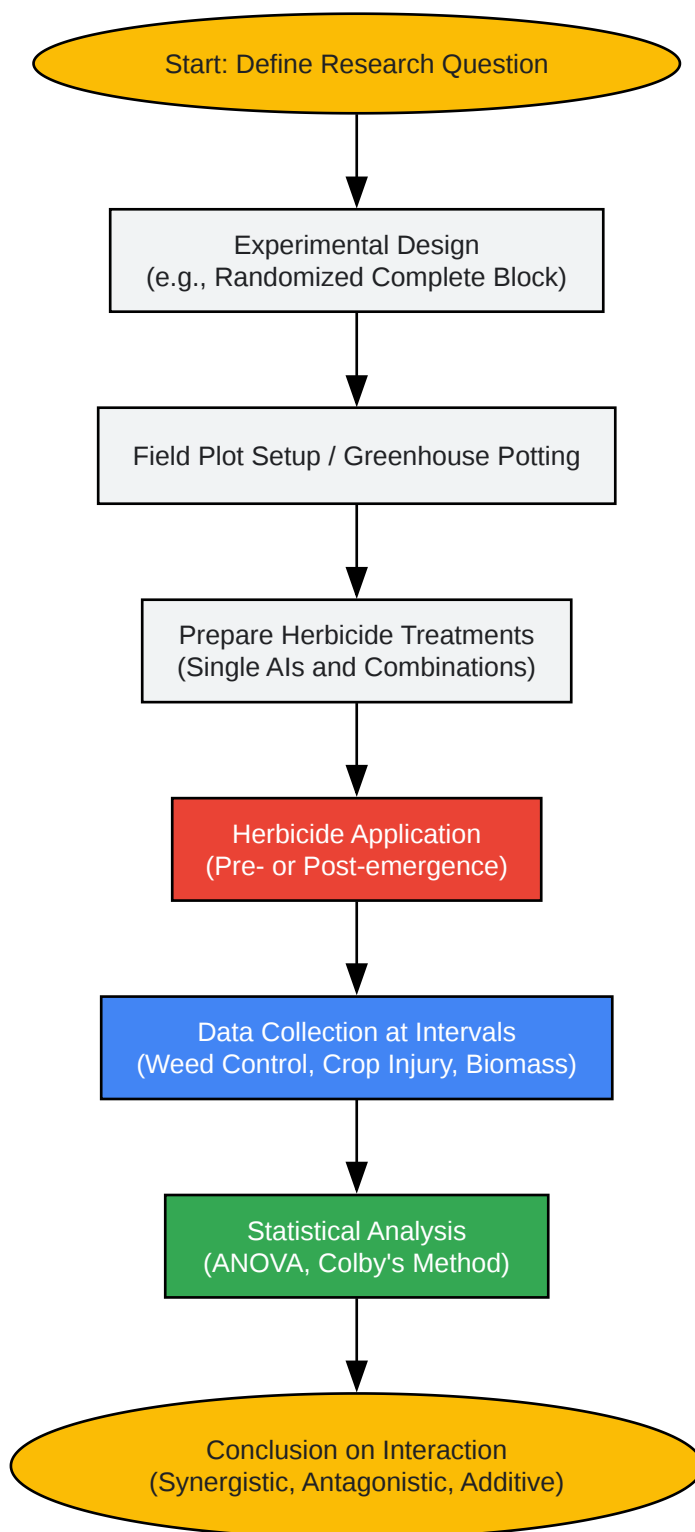 Start: Define Research Question
Experimental Design
(e.g., Randomized Complete Block)
Field Plot Setup / Greenhouse Potting
Prepare Herbicide Treatments
(Single AIs and Combinations)
Herbicide Application
(Pre- or Post-emergence)
Data Collection at Intervals
(Weed Control, Crop Injury, Biomass)
Statistical Analysis
(ANOVA, Colby's Method)
Conclusion on Interaction
(Synergistic, Antagonistic, Additive)